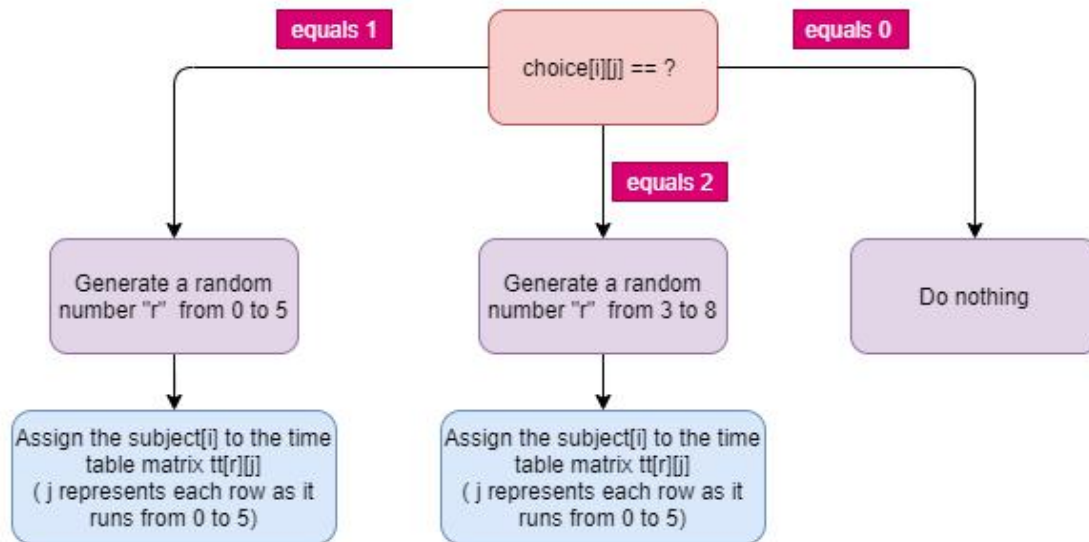 equals 1
equals 0
choice[i][j] == ?
equals 2
Generate a random
number "r" from 0 to 5
Generate a random
number "r" from 3 to 8
Do nothing
Assign the subject[i] to the time
table matrix tt[r][j]
( j represents each row as it
runs from 0 to 5)
Assign the subject[i] to the time
table matrix tt[r][j]
( j represents each row as it
runs from 0 to 5)